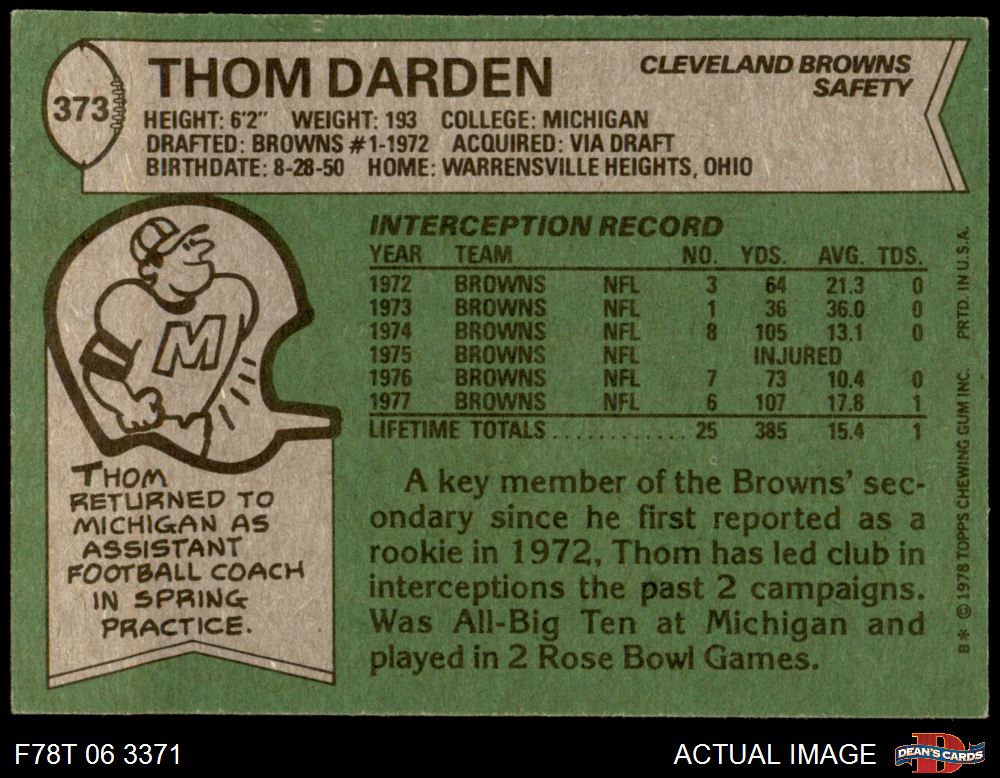 373
THOM DARDEN
CLEVELAND BROWNS
SAFETY
HEIGHT: 6'2" WEIGHT: 193 COLLEGE: MICHIGAN
DRAFTED: BROWNS #1-1972 ACQUIRED: VIA DRAFT
BIRTHDATE: 8-28-50 HOME: WARRENSVILLE HEIGHTS, OHIO
M
THOM
RETURNED TO
MICHIGAN AS
ASSISTANT
FOOTBALL COACH
IN SPRING
PRACTICE.
INTERCEPTION RECORD
YEAR TEAM NO. YDS. AVG. TDS.
1972 BROWNS NFL 3 64 21.3 0
1973 BROWNS NFL 1 36 36.0 0
1974 BROWNS NFL 8 105 13.1 0
1975 BROWNS NFL INJURED
1976 BROWNS NFL 7 73 10.4 0
1977 BROWNS NFL 6 107 17.8 1
LIFETIME TOTALS............ 25 385 15.4 1
A key member of the Browns' sec-
ondary since he first reported as a
rookie in 1972, Thom has led club in
interceptions the past 2 campaigns.
Was All-Big Ten at Michigan and
played in 2 Rose Bowl Games.
B* © 1978 TOPPS CHEWING GUM INC. PRTD. IN U.S.A.
F78T 06 3371
ACTUAL IMAGE
DEAN'S CARDS